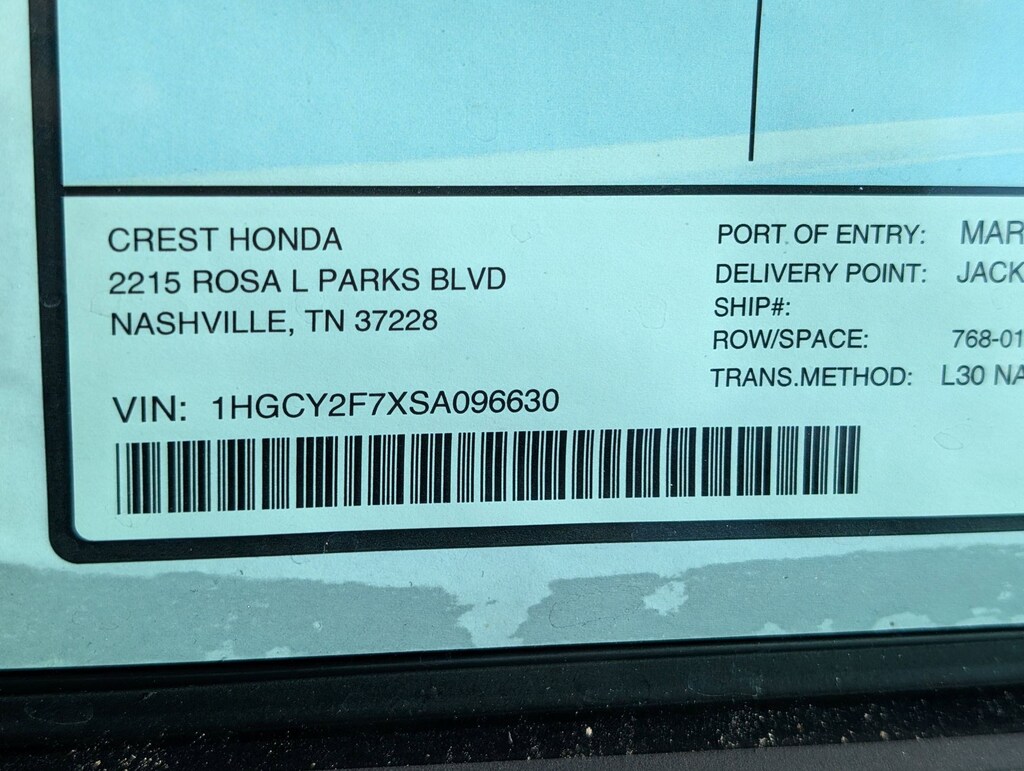 CREST HONDA
2215 ROSA L PARKS BLVD
NASHVILLE, TN 37228
VIN: 1HGCY2F7XSA096630
PORT OF ENTRY: MAR
DELIVERY POINT: JACK
SHIP#:
ROW/SPACE: 768-01
TRANS.METHOD: L30 NA